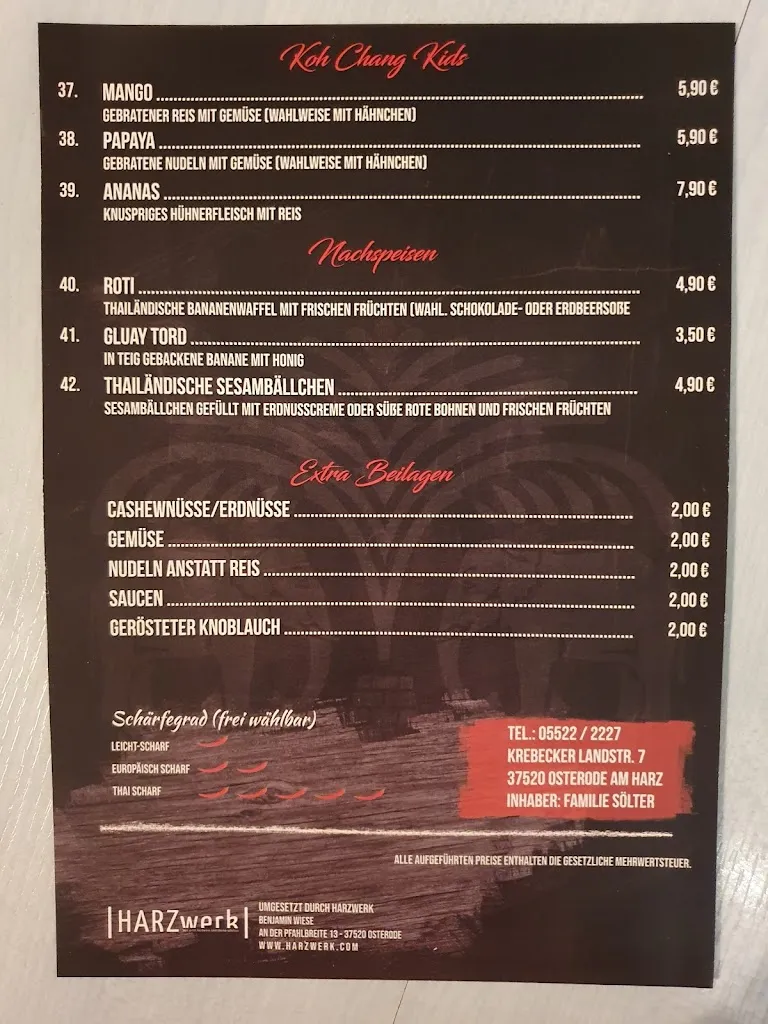 Koh Chang Kids
37. MANGO 5,90 €
GEBRATENER REIS MIT GEMÜSE (WAHLWEISE MIT HÄHNCHEN)
38. PAPAYA 5,90 €
GEBRATENE NUDELN MIT GEMÜSE (WAHLWEISE MIT HÄHNCHEN)
39. ANANAS 7,90 €
KNUSPRIGES HÜHNERFLEISCH MIT REIS
Nachspeisen
40. ROTI 4,90 €
THAILÄNDISCHE BANANENWAFFEL MIT FRISCHEN FRÜCHTEN (WAHL. SCHOKOLADE- ODER ERDBEERSOßE
41. GLUAY TORD 3,50 €
IN TEIG GEBACKENE BANANE MIT HONIG
42. THAILÄNDISCHE SESAMBÄLLCHEN 4,90 €
SESAMBÄLLCHEN GEFÜLLT MIT ERDNUSSCREME ODER SÜßE ROTE BOHNEN UND FRISCHEN FRÜCHTEN
Extra Beilagen
CASHEWNÜSSE/ERDNÜSSE 2,00 €
GEMÜSE 2,00 €
NUDELN ANSTATT REIS 2,00 €
SAUCEN 2,00 €
GERÖSTETER KNOBLAUCH 2,00 €
Schärfegrad (frei wählbar)
LEICHT-SCHARF
EUROPÄISCH SCHARF
THAI SCHARF
TEL.: 05522 / 2227
KREBECKER LANDSTR. 7
37520 OSTERODE AM HARZ
INHABER: FAMILIE SÖLTER
ALLE AUFGEFÜHRTEN PREISE ENTHALTEN DIE GESETZLICHE MEHRWERTSTEUER.
|HARZwerk|
UMGESETZT DURCH HARZWERK
BENJAMIN WIESE
AN DER PFAHLBREITE 13 - 37520 OSTERODE
WWW.HARZWERK.COM